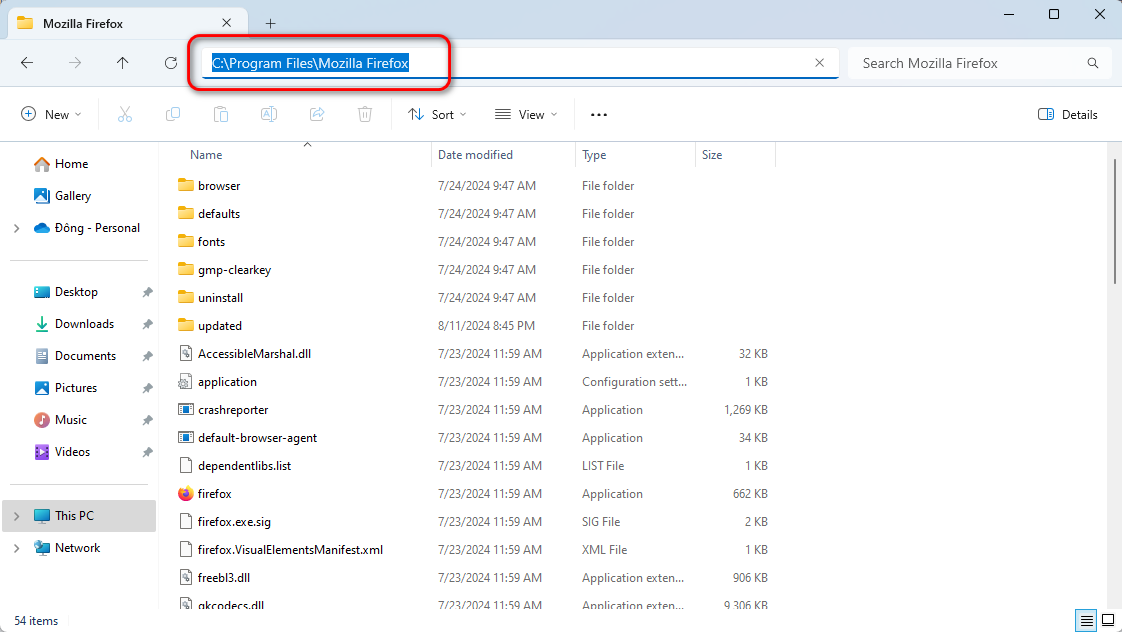 Mozilla Firefox
C:\Program Files\Mozilla Firefox
Search Mozilla Firefox
New
Sort
View
Details
Home
Gallery
Đông - Personal
Desktop
Downloads
Documents
Pictures
Music
Videos
This PC
Network
Name Date modified Type Size
browser 7/24/2024 9:47 AM File folder
defaults 7/24/2024 9:47 AM File folder
fonts 7/24/2024 9:47 AM File folder
gmp-clearkey 7/24/2024 9:47 AM File folder
uninstall 7/24/2024 9:47 AM File folder
updated 8/11/2024 8:45 PM File folder
AccessibleMarshal.dll 7/23/2024 11:59 AM Application exten... 32 KB
application 7/23/2024 11:59 AM Configuration sett... 1 KB
crashreporter 7/23/2024 11:59 AM Application 1,269 KB
default-browser-agent 7/23/2024 11:59 AM Application 34 KB
dependentlibs.list 7/23/2024 11:59 AM LIST File 1 KB
firefox 7/23/2024 11:59 AM Application 662 KB
firefox.exe.sig 7/23/2024 11:59 AM SIG File 2 KB
firefox.VisualElementsManifest.xml 7/23/2024 11:59 AM XML File 1 KB
freebl3.dll 7/23/2024 11:59 AM Application exten... 906 KB
gkcodecs.dll 7/23/2024 11:59 AM Application exten... 9,306 KB
54 items